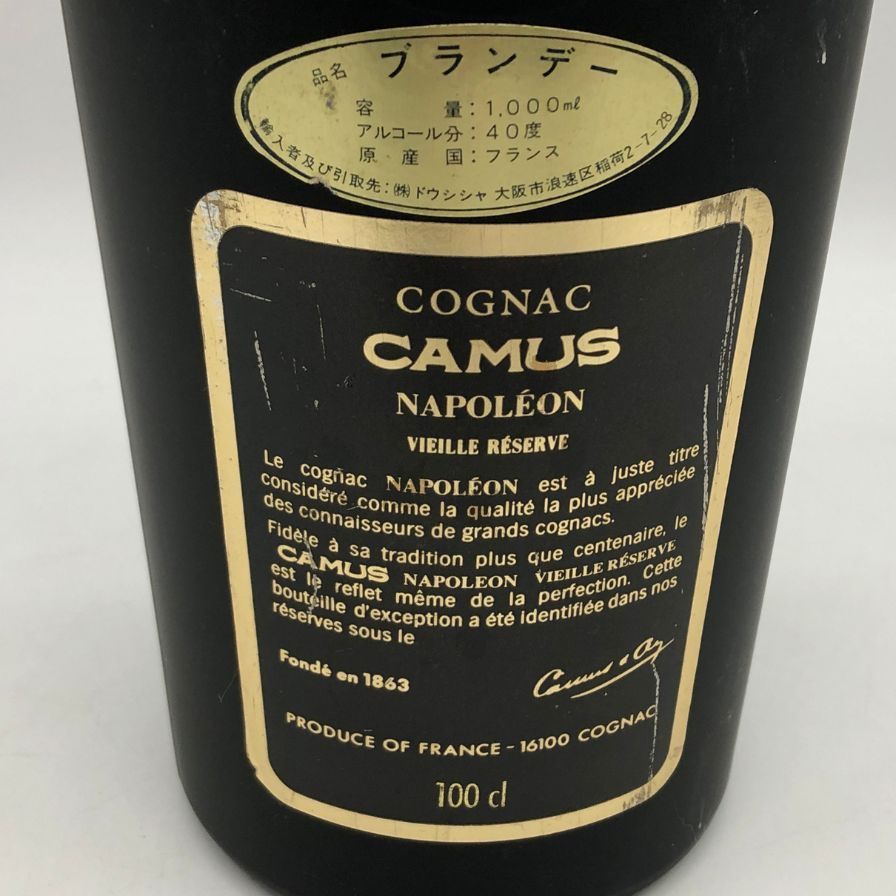 品名 ブランデー
容量：1,000㎖
アルコール分：40度
原産国：フランス
輸入者及び引取先：㈱ドウシシャ 大阪市浪速区稲荷2-7-28
COGNAC
CAMUS
NAPOLÉON
VIEILLE RÉSERVE
Le cognac NAPOLÉON est à juste titre
considéré comme la qualité la plus appréciée
des connaisseurs de grands cognacs.
Fidèle à sa tradition plus que centenaire, le
CAMUS NAPOLEON VIEILLE RÉSERVE
est le reflet même de la perfection. Cette
bouteille d'exception a été identifiée dans nos
réserves sous le
Fondé en 1863
PRODUCE OF FRANCE - 16100 COGNAC
100 cl